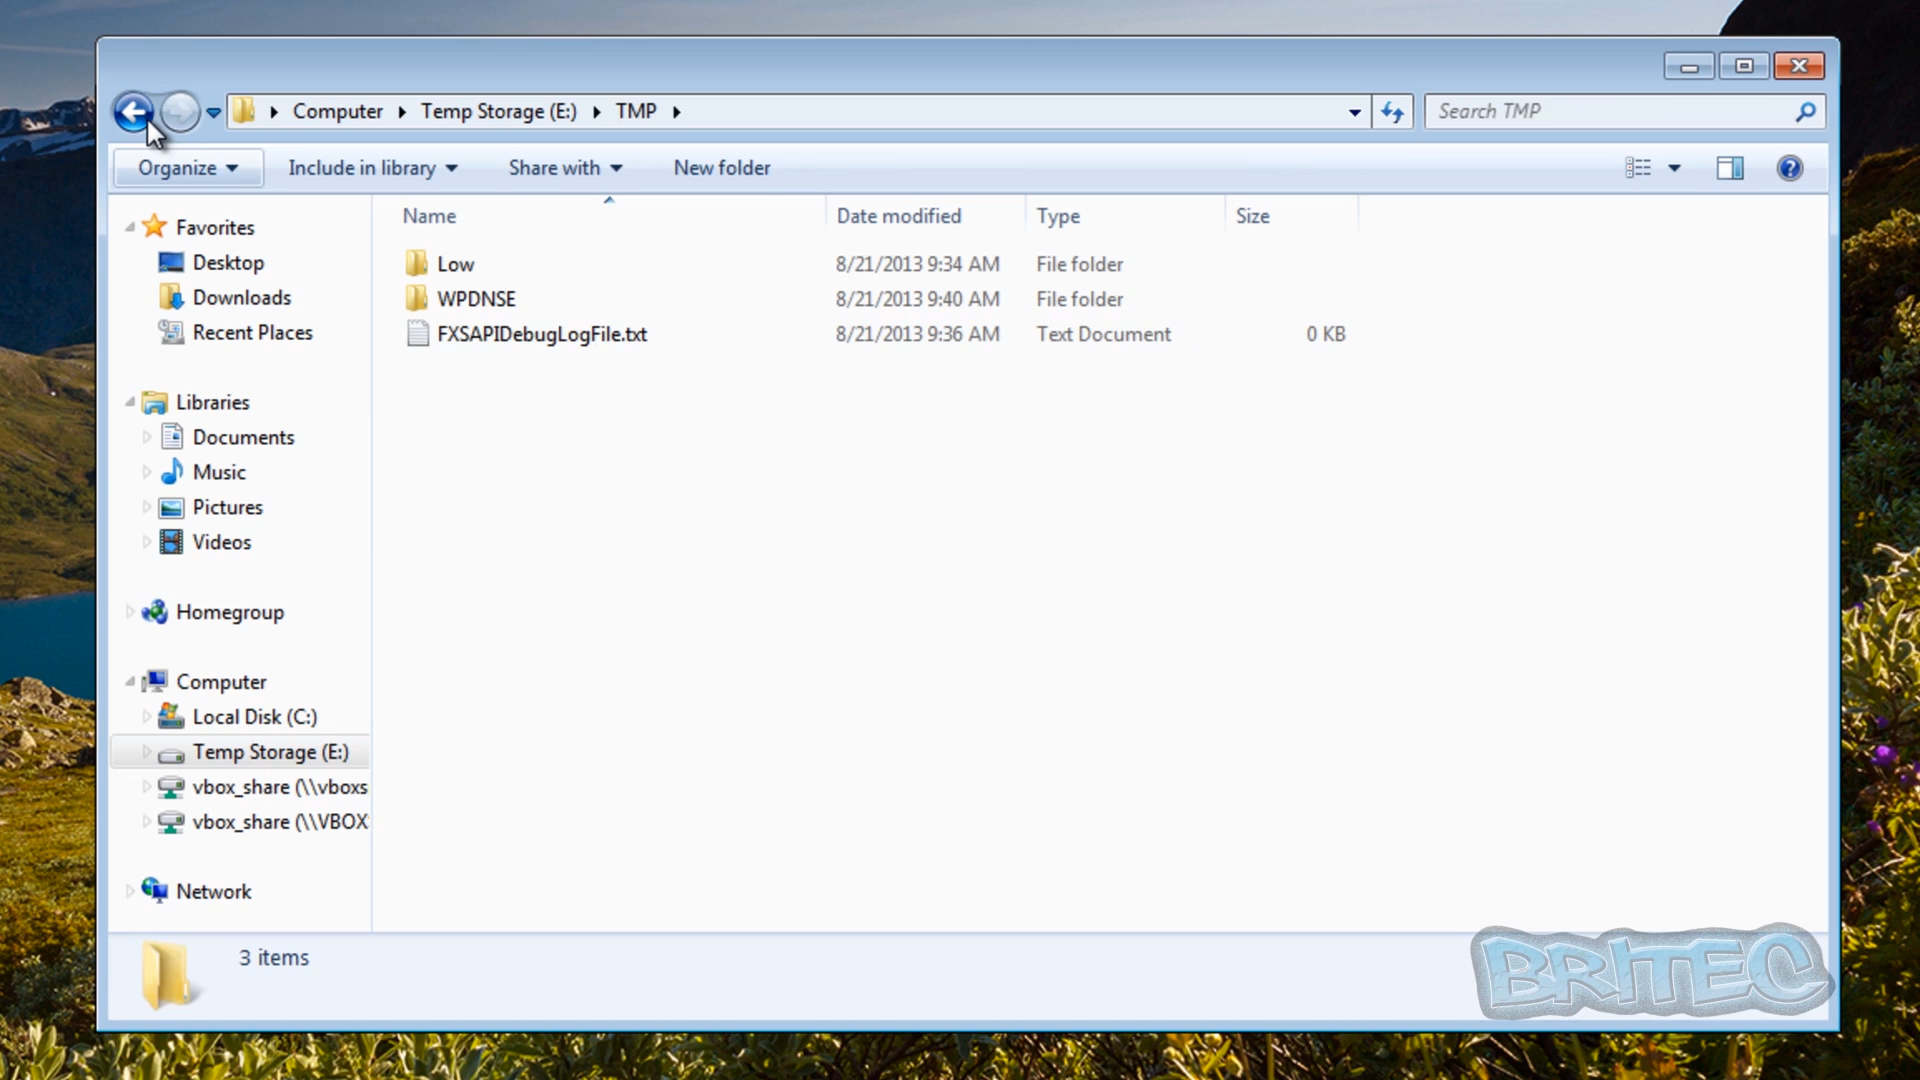 Computer Temp Storage (E:) TMP
Search TMP
Organize Include in library Share with New folder
Name Date modified Type Size
Favorites
Desktop
Downloads
Recent Places
Libraries
Documents
Music
Pictures
Videos
Homegroup
Computer
Local Disk (C:)
Temp Storage (E:)
vbox_share (\\vboxs
vbox_share (\\VBOX
Network
Low 8/21/2013 9:34 AM File folder
WPDNSE 8/21/2013 9:40 AM File folder
FXSAPIDebugLogFile.txt 8/21/2013 9:36 AM Text Document 0 KB
3 items
BRITEC